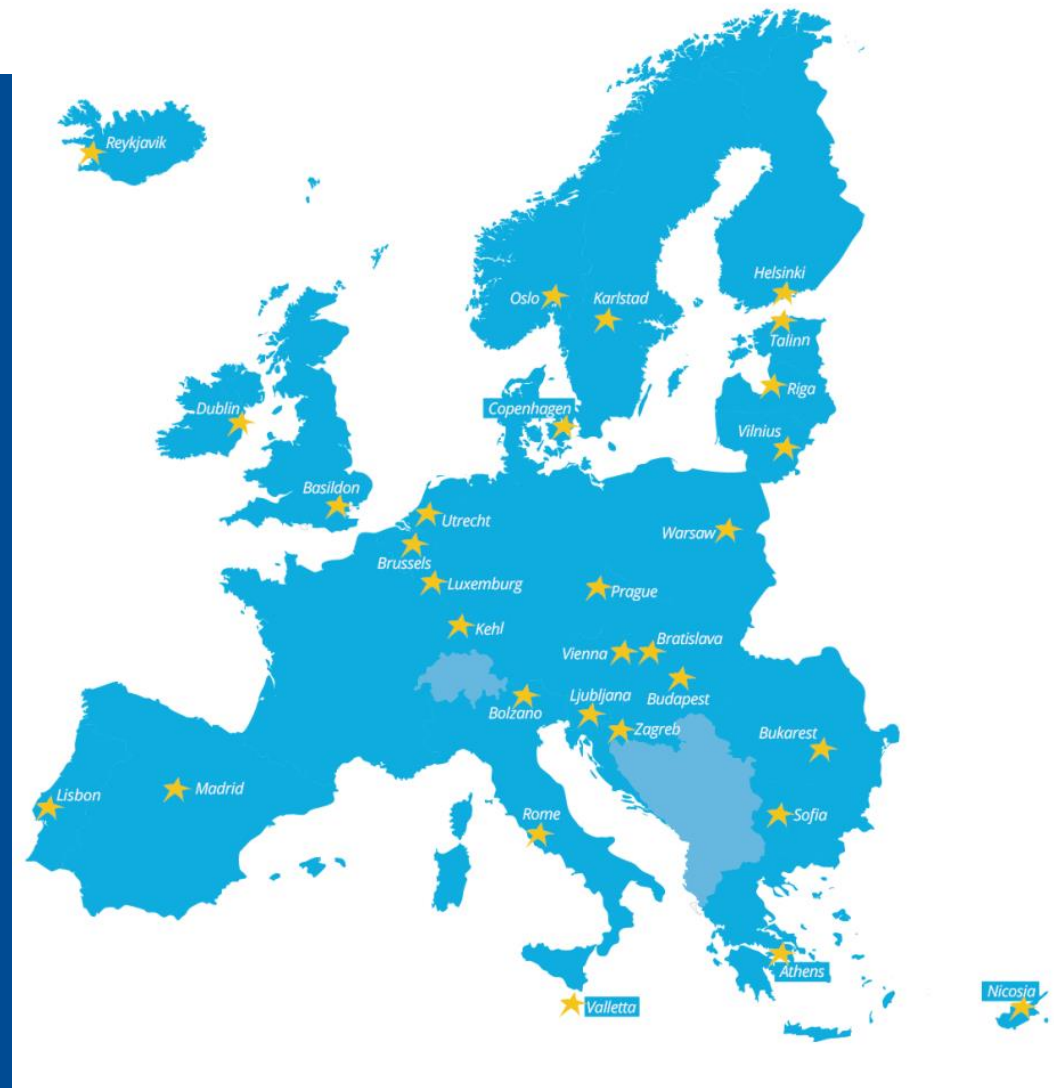 Reykjavik
Helsinki
Oslo
Karlstad
Talinn
Riga
Dublin
Copenhagen
Vilnius
Basildon
Utrecht
Warsaw
Brussels
Luxemburg
Prague
Kehl
Bratislava
Vienna
Ljubljana
Budapest
Bolzano
Zagreb
Bukarest
Madrid
Lisbon
Rome
Sofia
Athens
Nicosia
Valletta